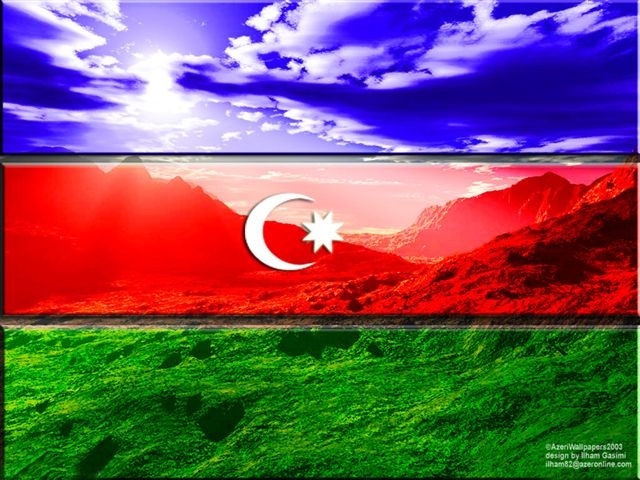 ©AzeriWallpapers2003
design by Ilham Gasimi
ilham82@azeronline.com